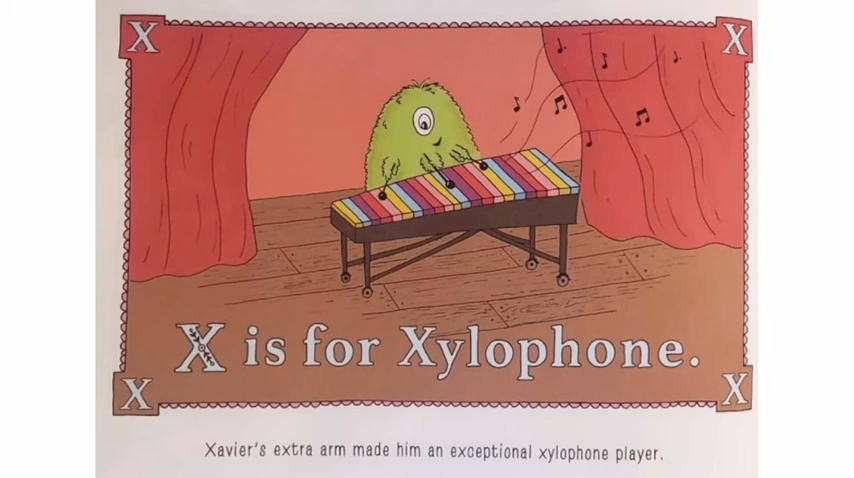 X X
X is for Xylophone.
X X
Xavier's extra arm made him an exceptional xylophone player.